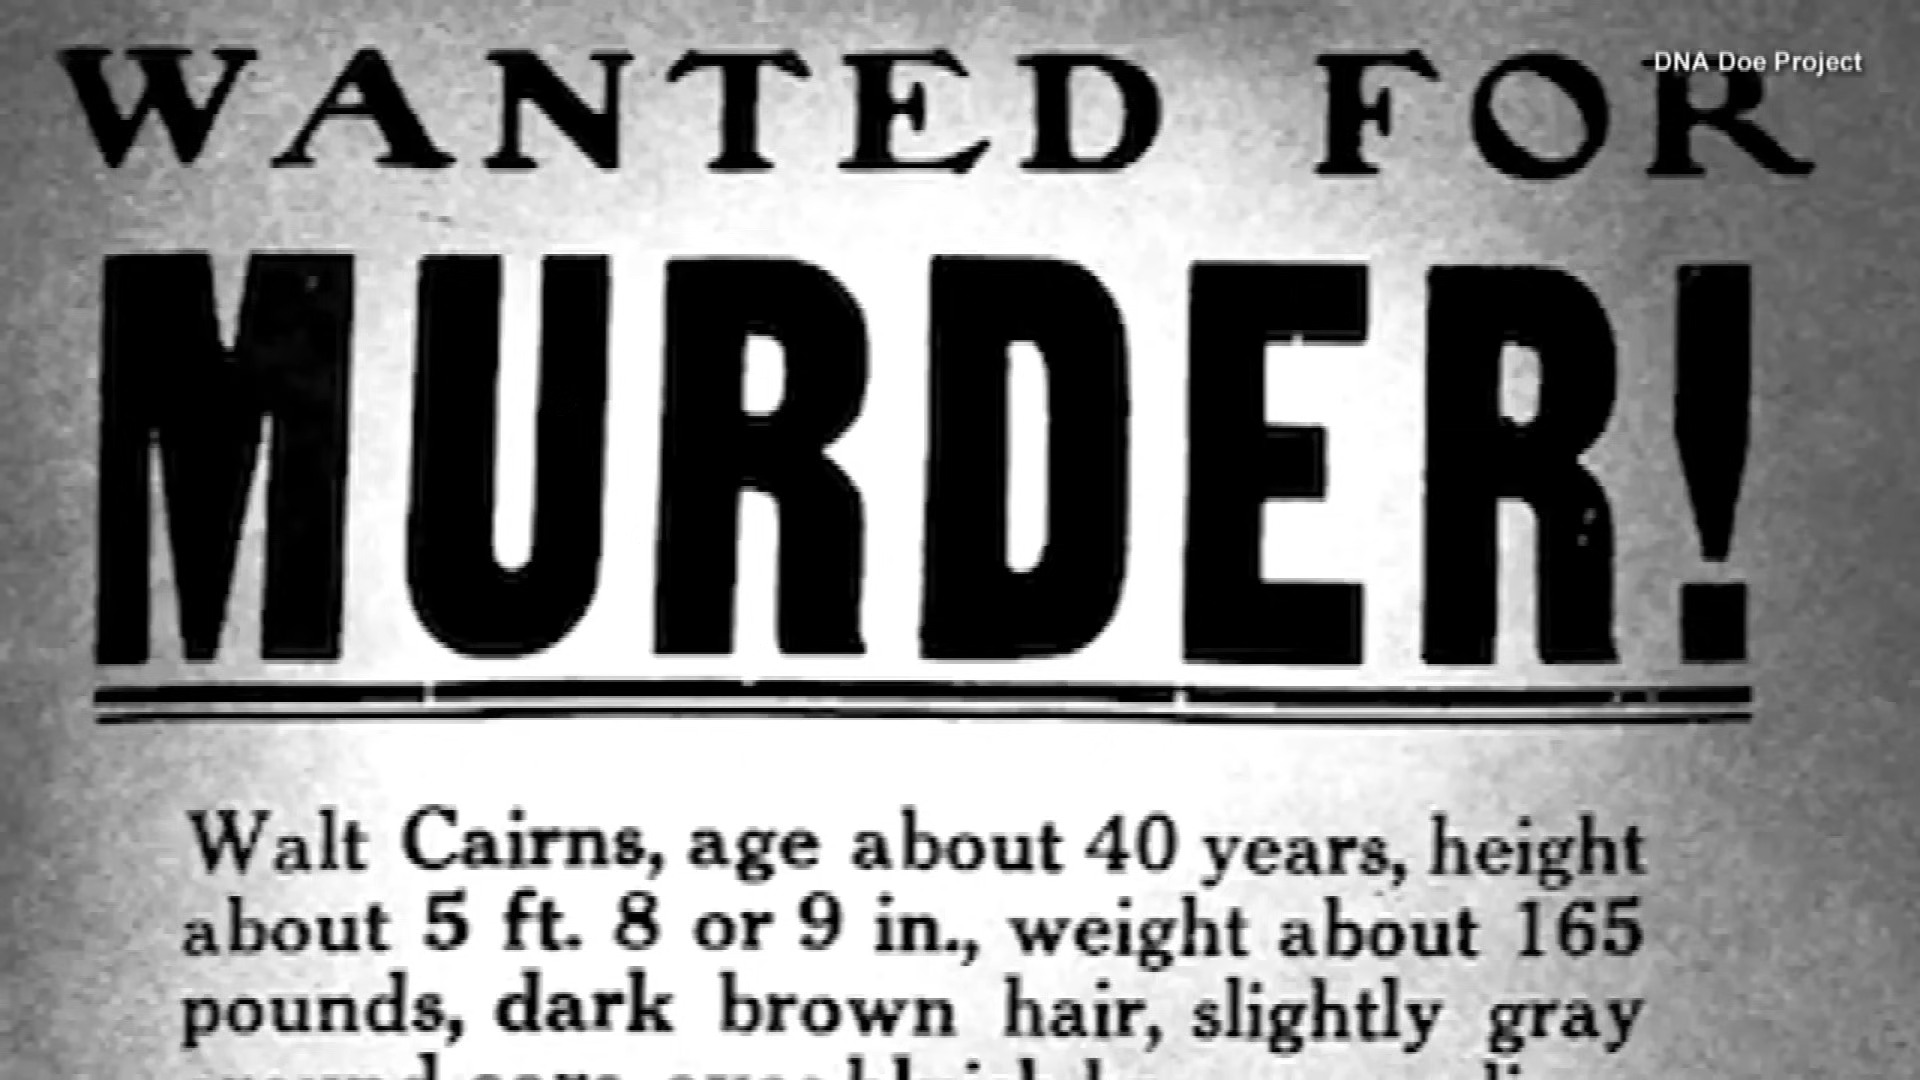 DNA Doe Project
WANTED FOR
MURDER!
Walt Cairns, age about 40 years, height
about 5 ft. 8 or 9 in., weight about 165
pounds, dark brown hair, slightly gray